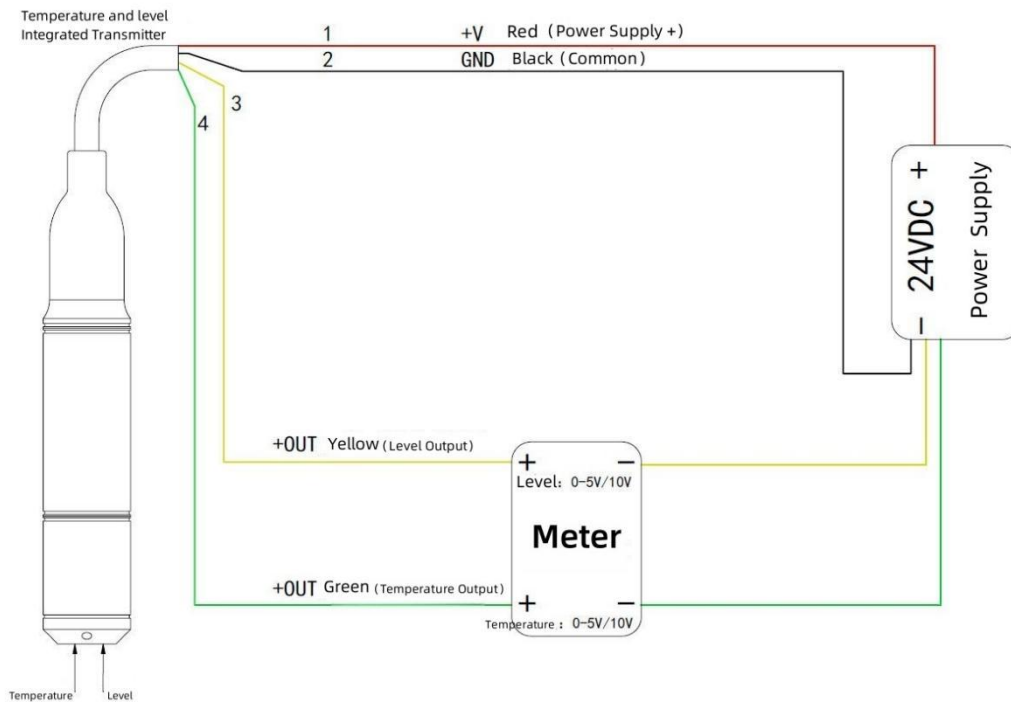 Temperature and level
Integrated Transmitter
1 +V Red (Power Supply +)
2 GND Black (Common)
3
4
+ 24VDC −
Power Supply
+OUT Yellow (Level Output)
+ −
Level: 0-5V/10V
Meter
+OUT Green (Temperature Output)
+ −
Temperature.: 0-5V/10V
Temperature Level